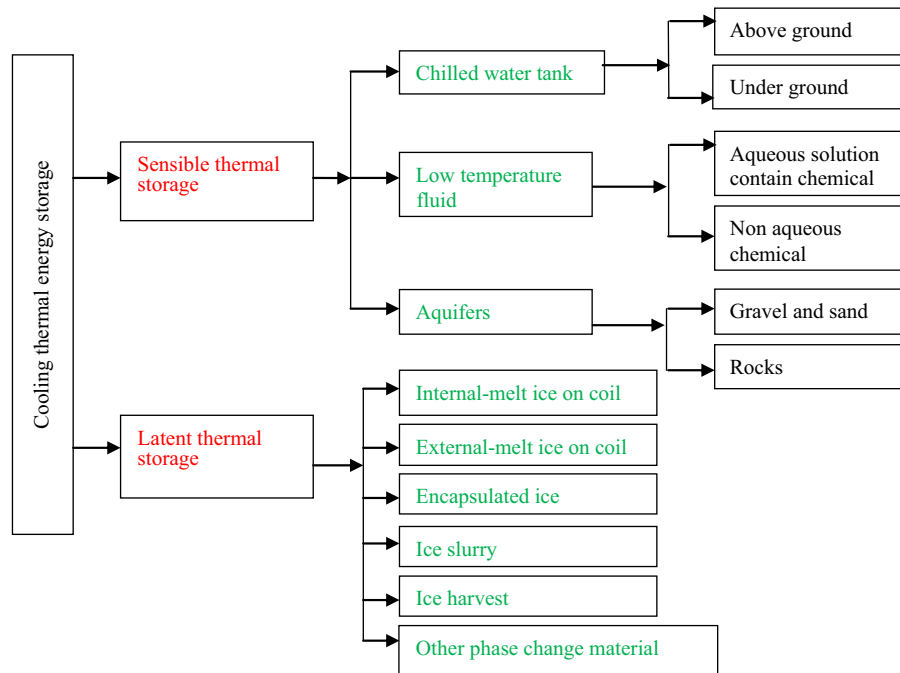 Cooling thermal energy storage
Sensible thermal
storage
Chilled water tank
Above ground
Under ground
Low temperature
fluid
Aqueous solution
contain chemical
Non aqueous
chemical
Aquifers
Gravel and sand
Rocks
Latent thermal
storage
Internal-melt ice on coil
External-melt ice on coil
Encapsulated ice
Ice slurry
Ice harvest
Other phase change material